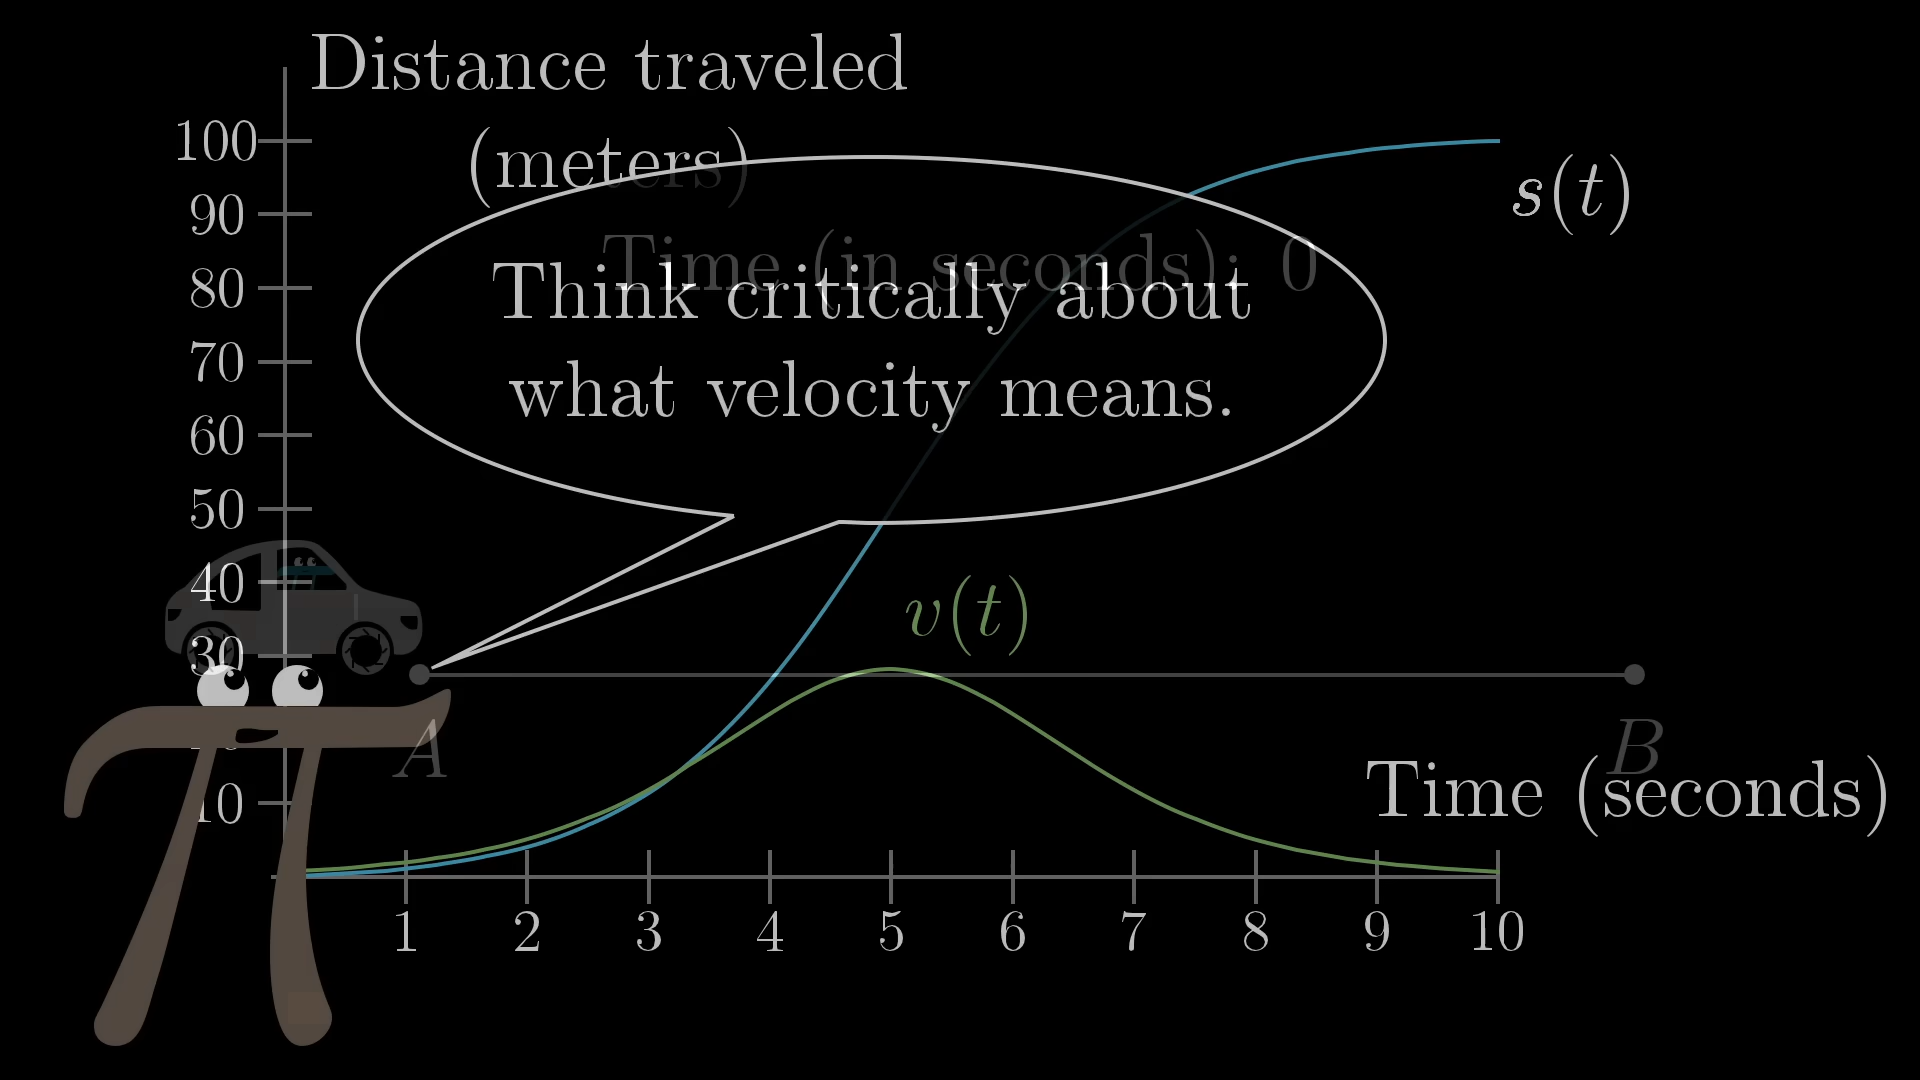 Distance traveled
(meters)
100
90
80
70
60
50
40
30
10
s(t)
Time (in seconds): 0
Think critically about
what velocity means.
v(t)
A
B
Time (seconds)
1 2 3 4 5 6 7 8 9 10